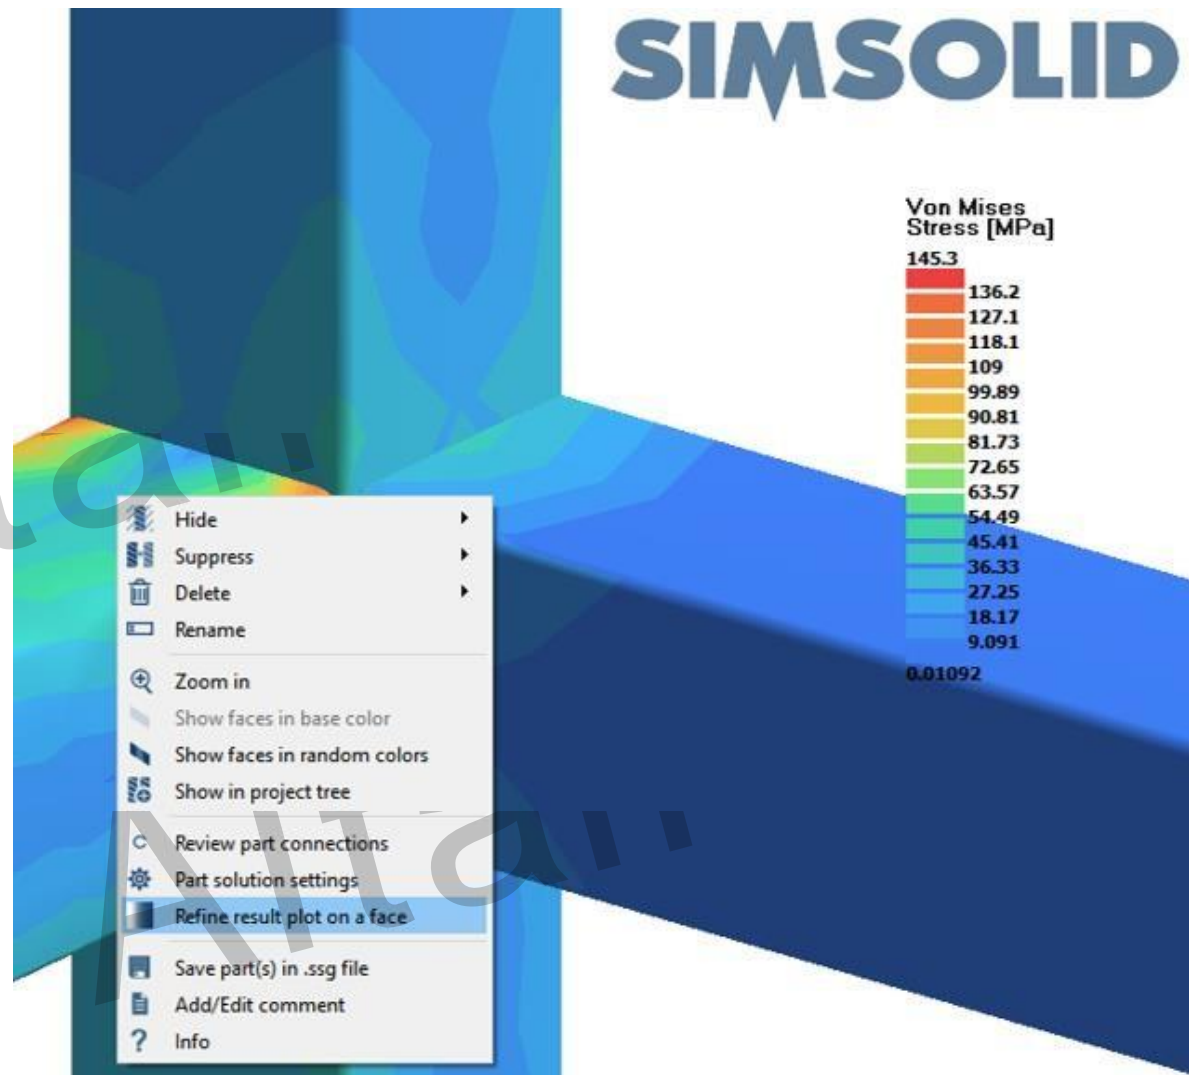 SIMSOLID
Von Mises
Stress [MPa]
145.3
136.2
127.1
118.1
109
99.89
90.81
81.73
72.65
63.57
54.49
45.41
36.33
27.25
18.17
9.091
0.01092
Hide
Suppress
Delete
Rename
Zoom in
Show faces in base color
Show faces in random colors
Show in project tree
Review part connections
Part solution settings
Refine result plot on a face
Save part(s) in .ssg file
Add/Edit comment
Info